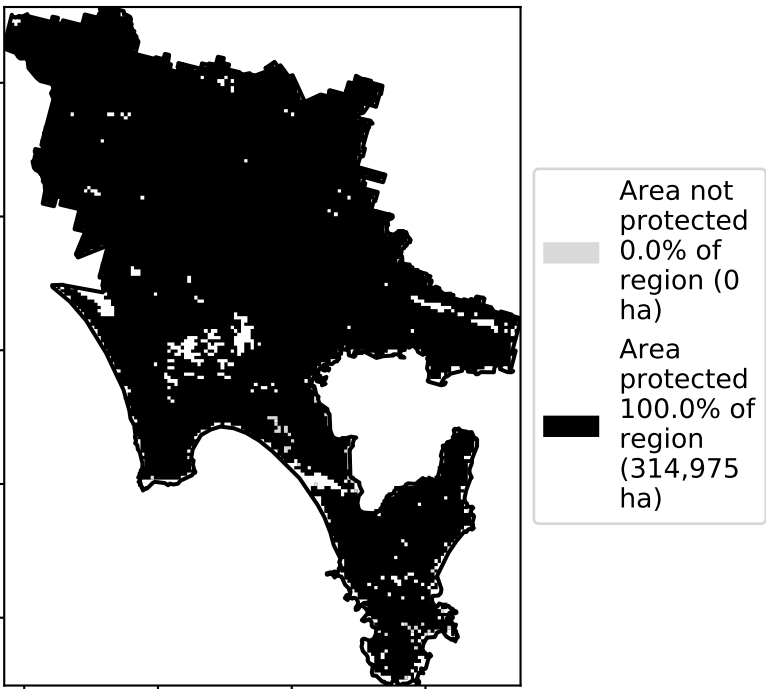 Area not
protected
0.0% of
region (0
ha)
Area
protected
100.0% of
region
(314,975
ha)